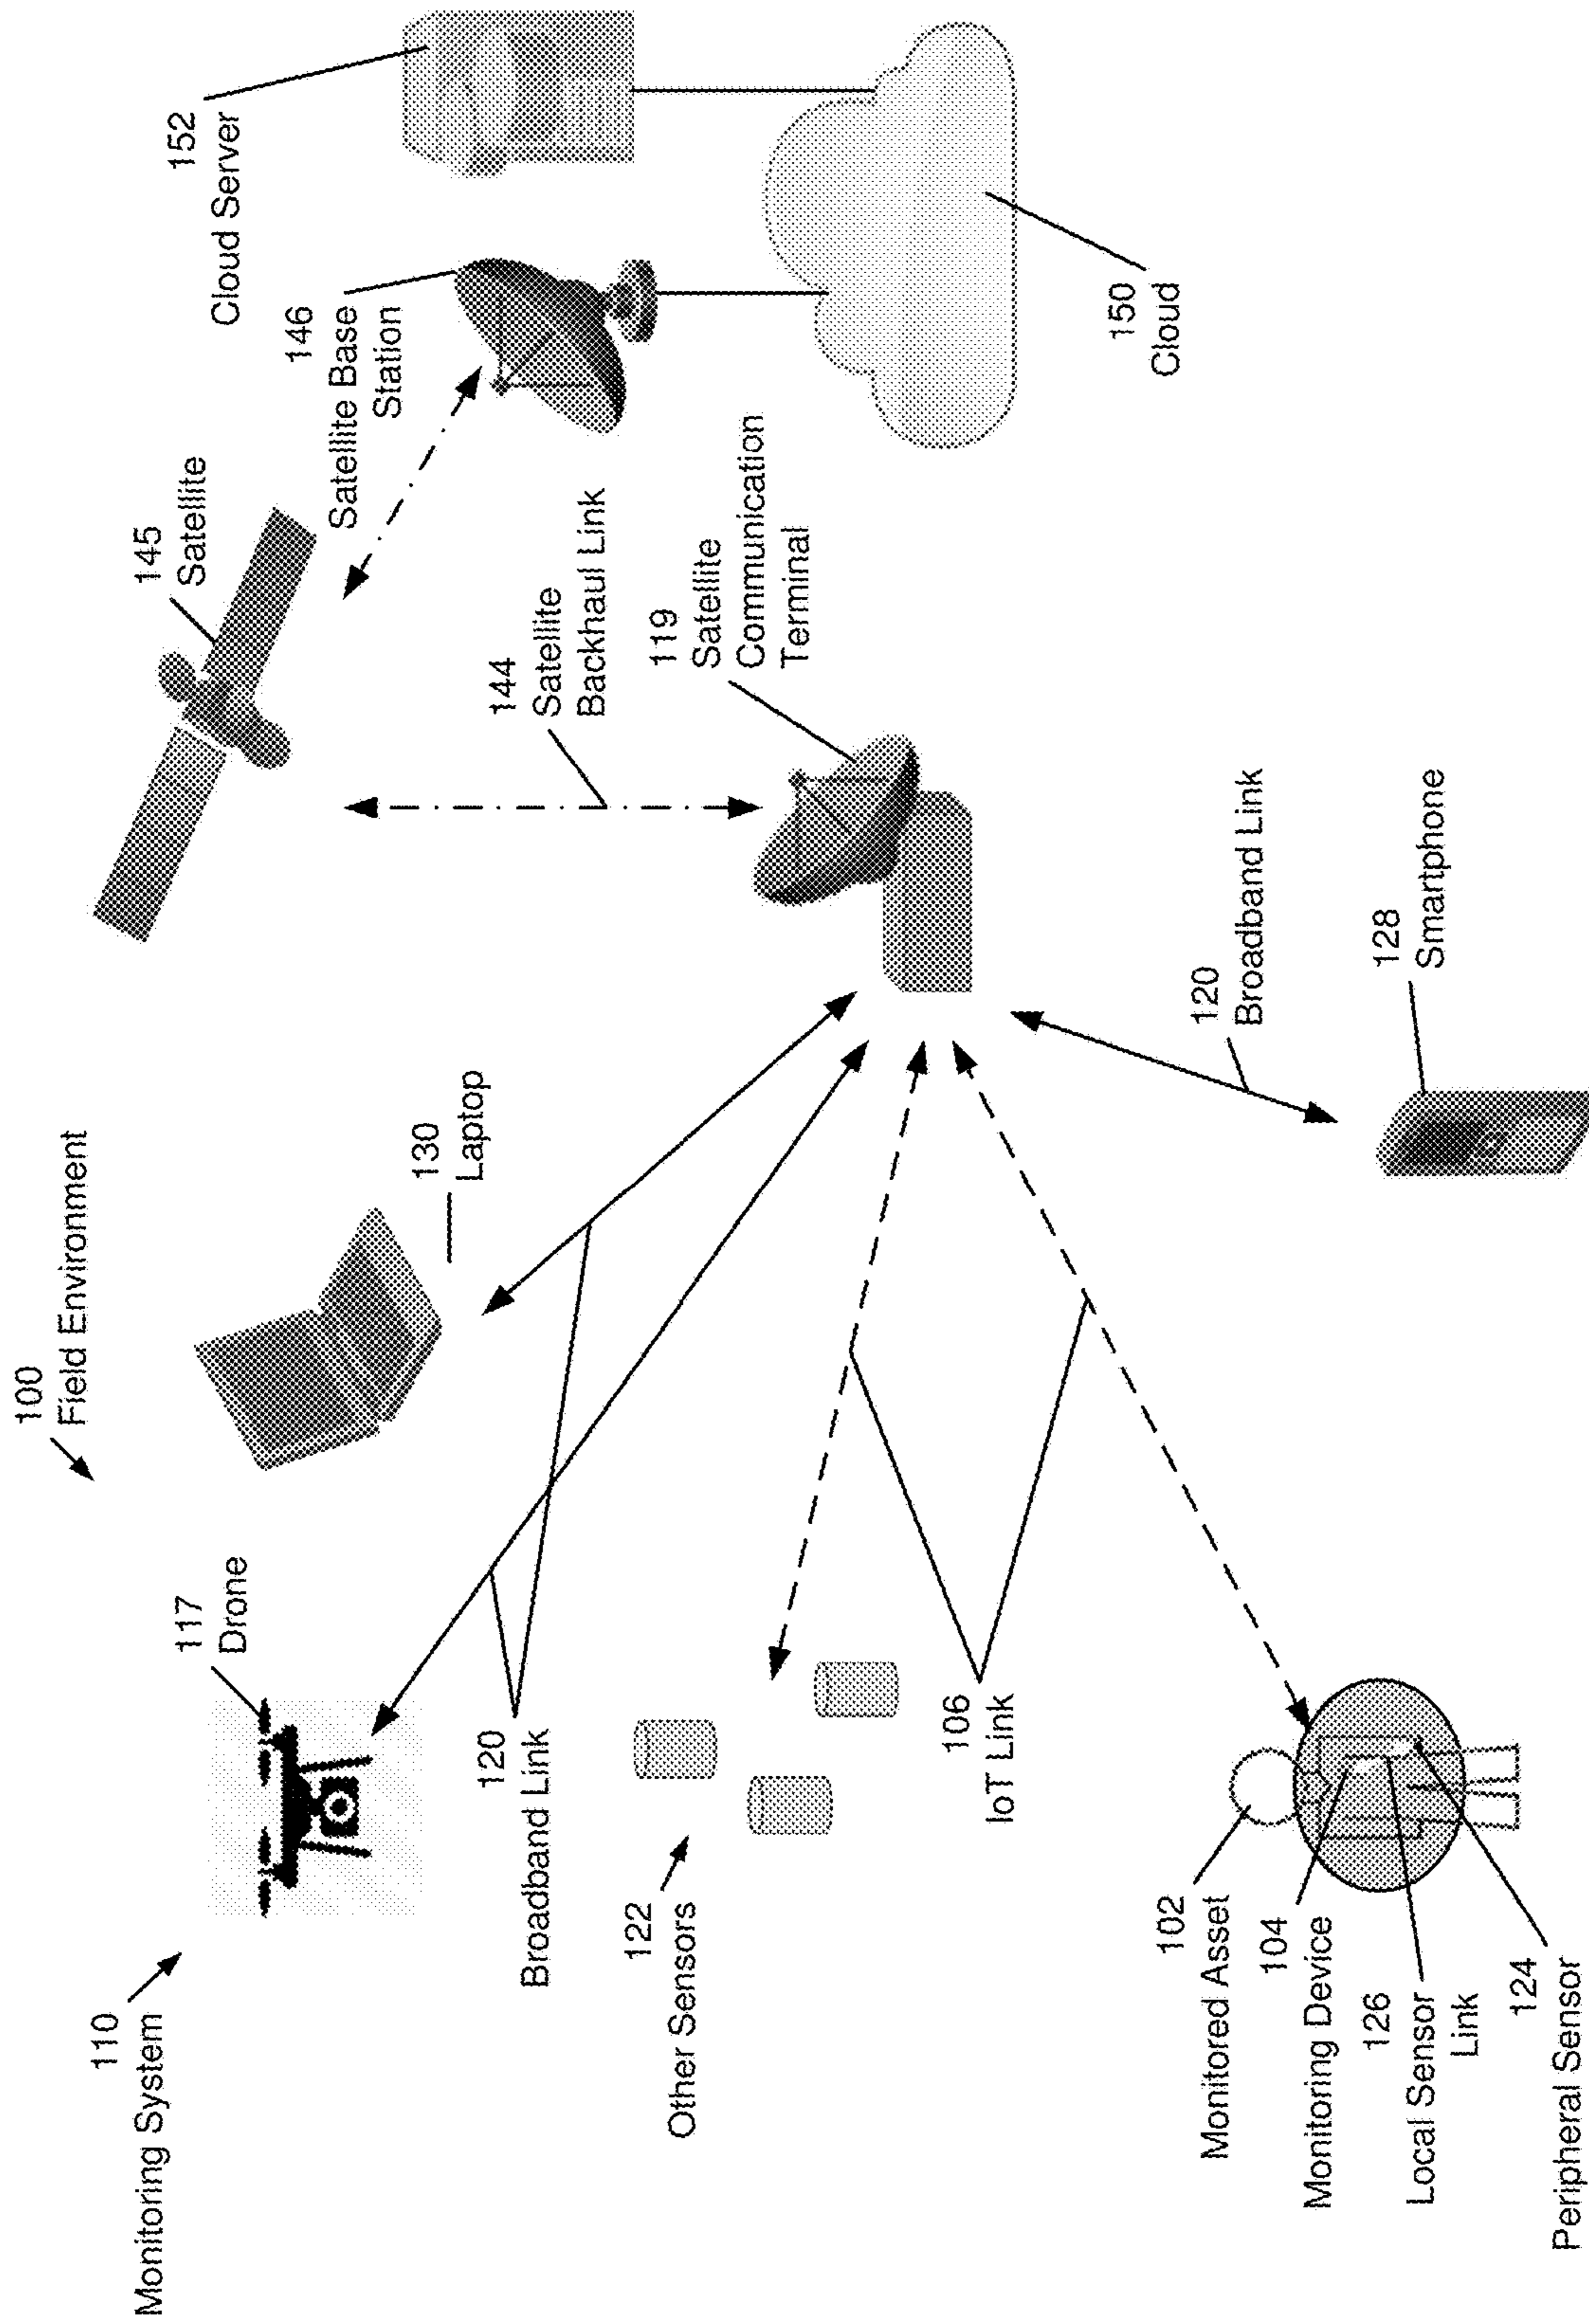 100
Field Environment
110
Monitoring System
117
Drone
130
Laptop
145
Satellite
152
Cloud Server
146
Satellite Base
Station
144
Satellite
Backhaul Link
119
Satellite
Communication
Terminal
120
Broadband Link
122
Other Sensors
106
IoT Link
150
Cloud
120
Broadband Link
128
Smartphone
102
Monitored Asset
104
Monitoring Device
126
Local Sensor
Link
124
Peripheral Sensor